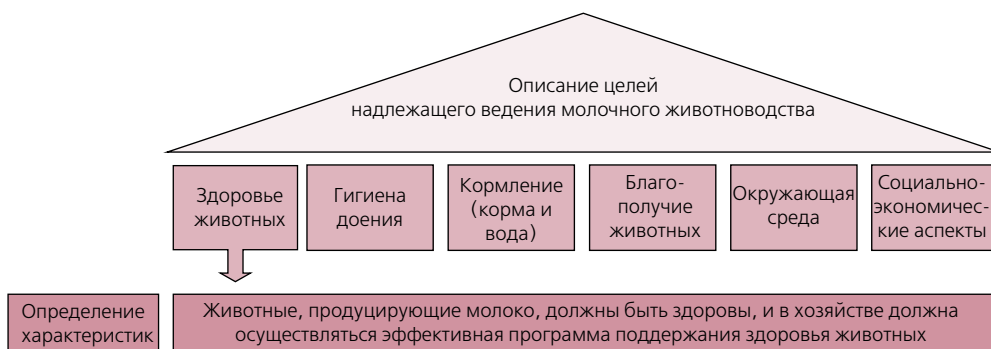 Описание целей
надлежащего ведения молочного животноводства
Здоровье
животных
Гигиена
доения
Кормление
(корма и
вода)
Благо-
получие
животных
Окружающая
среда
Социально-
экономичес-
кие аспекты
Определение
характеристик
Животные, продуцирующие молоко, должны быть здоровы, и в хозяйстве должна
осуществляться эффективная программа поддержания здоровья животных